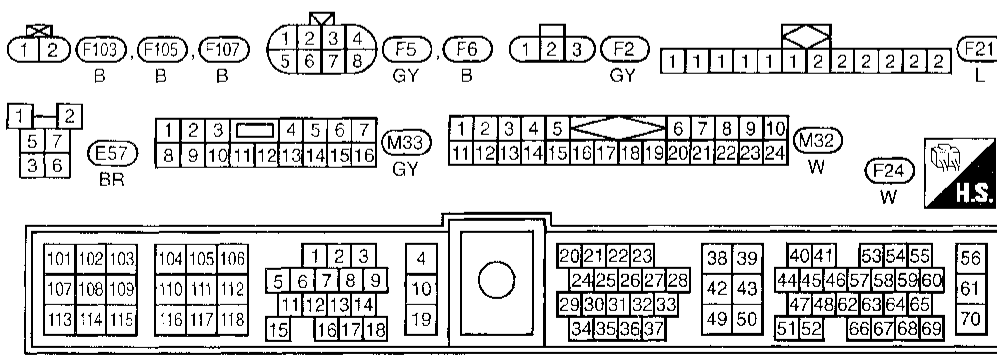 1 2 F103 , F105 , F107 1 2 3 4 F5 , F6 1 2 3 F2 1 1 1 1 1 1 2 2 2 2 2 2 F21
B B B 5 6 7 8 GY B GY L
1 2 1 2 3 4 5 6 7 M33 1 2 3 4 5 6 7 8 9 10 M32
5 7 E57 8 9 10 11 12 13 14 15 16 GY 11 12 13 14 15 16 17 18 19 20 21 22 23 24 W F24
3 6 BR W H.S.
101 102 103 104 105 106 1 2 3 4 20 21 22 23 38 39 40 41 53 54 55 56
107 108 109 110 111 112 5 6 7 8 9 10 24 25 26 27 28 42 43 44 45 46 57 58 59 60 61
113 114 115 116 117 118 11 12 13 14 19 29 30 31 32 33 49 50 47 48 62 63 64 65 70
15 16 17 18 34 35 36 37 51 52 66 67 68 69